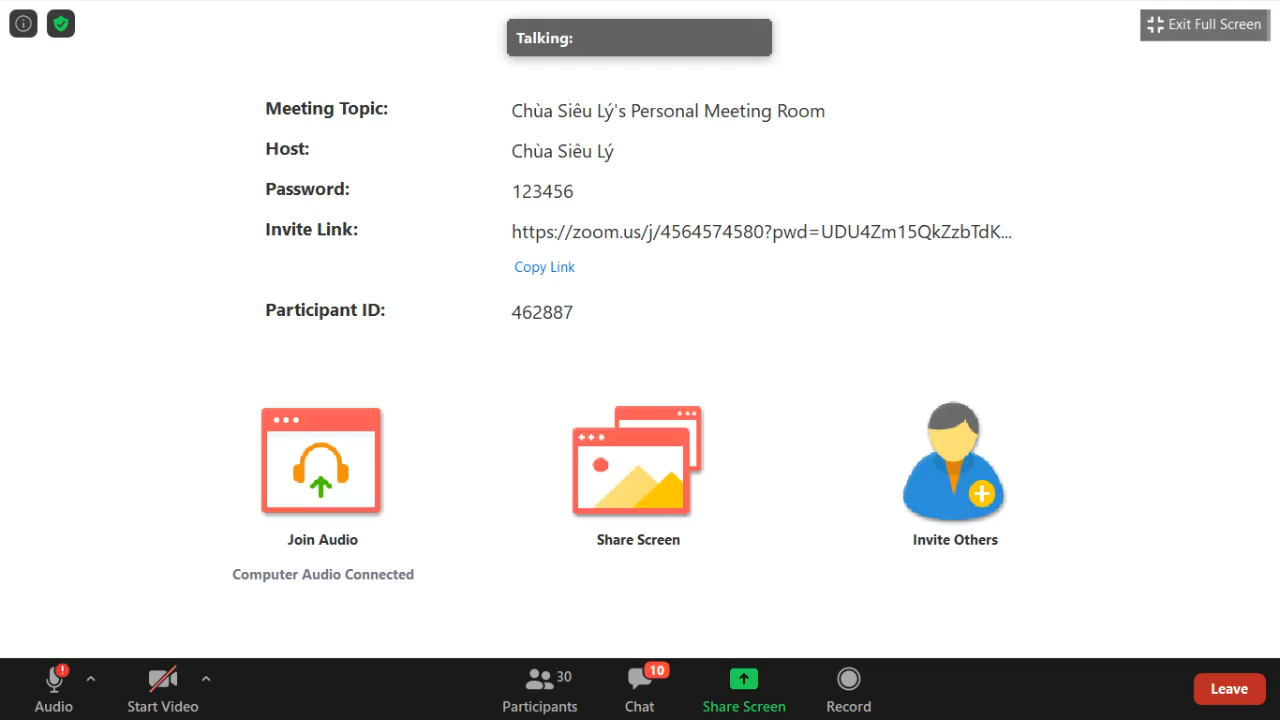 Talking:
Exit Full Screen
Meeting Topic: Chùa Siêu Lý's Personal Meeting Room
Host: Chùa Siêu Lý
Password: 123456
Invite Link: https://zoom.us/j/4564574580?pwd=UDU4Zm15QkZzbTdK...
Copy Link
Participant ID: 462887
Join Audio
Share Screen
Invite Others
Computer Audio Connected
30
10
Audio
Start Video
Participants
Chat
Share Screen
Record
Leave